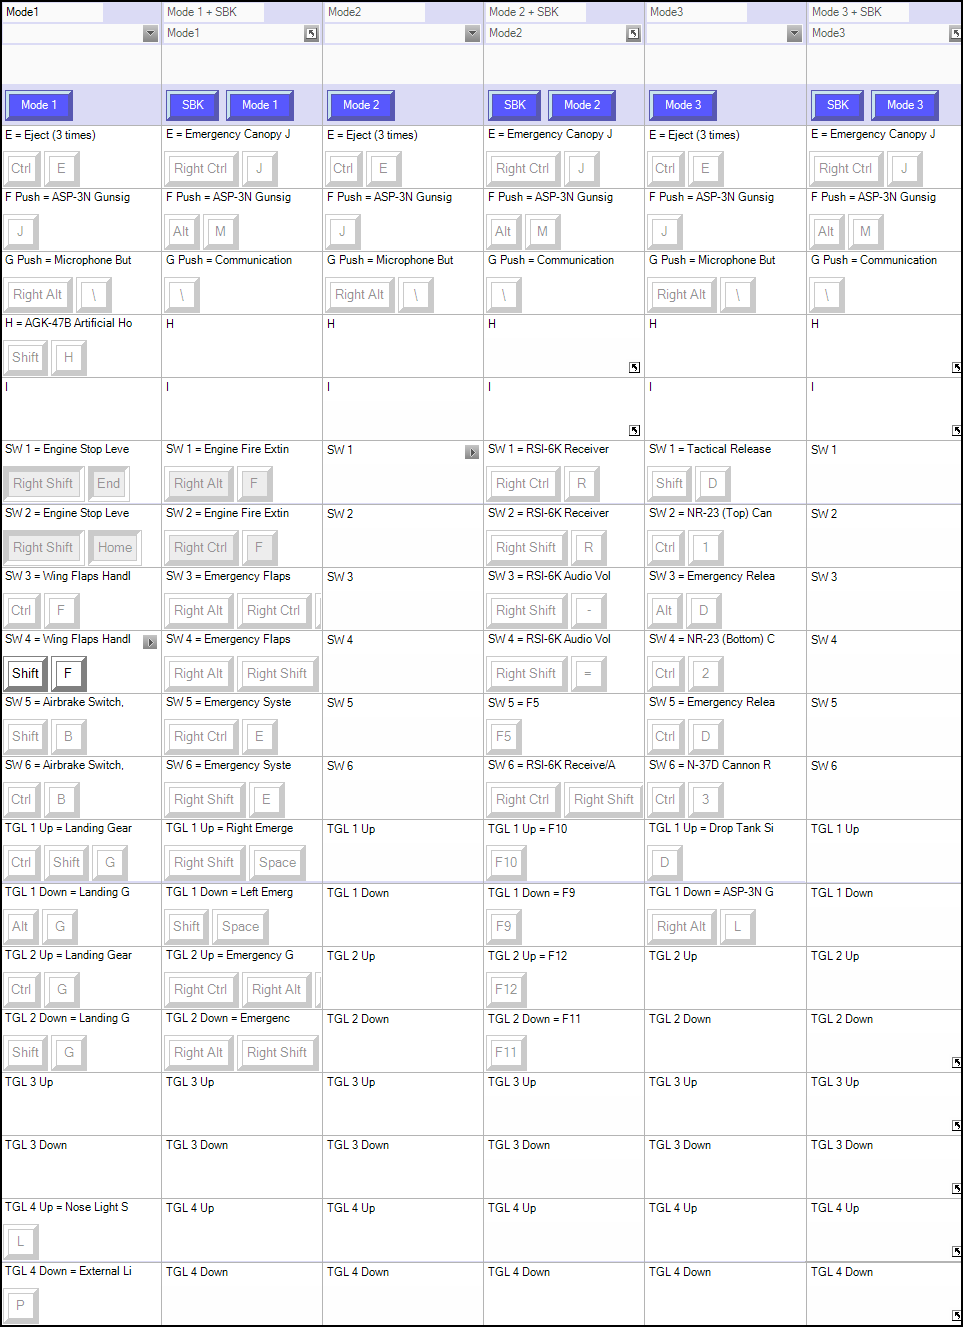 Mode1 Mode 1 + SBK Mode2 Mode 2 + SBK Mode3 Mode 3 + SBK
Mode1 Mode2 Mode3
Mode 1 SBK Mode 1 Mode 2 SBK Mode 2 Mode 3 SBK Mode 3
E = Eject (3 times) E = Emergency Canopy J E = Eject (3 times) E = Emergency Canopy J E = Eject (3 times) E = Emergency Canopy J
Ctrl E Right Ctrl J Ctrl E Right Ctrl J Ctrl E Right Ctrl J
F Push = ASP-3N Gunsig F Push = ASP-3N Gunsig F Push = ASP-3N Gunsig F Push = ASP-3N Gunsig F Push = ASP-3N Gunsig F Push = ASP-3N Gunsig
J Alt M J Alt M J Alt M
G Push = Microphone But G Push = Communication G Push = Microphone But G Push = Communication G Push = Microphone But G Push = Communication
Right Alt \ \ Right Alt \ \ Right Alt \ \
H = AGK-47B Artificial Ho H H H H H
Shift H
I I I I I I
SW 1 = Engine Stop Leve SW 1 = Engine Fire Extin SW 1 SW 1 = RSI-6K Receiver SW 1 = Tactical Release SW 1
Right Shift End Right Alt F Right Ctrl R Shift D
SW 2 = Engine Stop Leve SW 2 = Engine Fire Extin SW 2 SW 2 = RSI-6K Receiver SW 2 = NR-23 (Top) Can SW 2
Right Shift Home Right Ctrl F Right Shift R Ctrl 1
SW 3 = Wing Flaps Handl SW 3 = Emergency Flaps SW 3 SW 3 = RSI-6K Audio Vol SW 3 = Emergency Relea SW 3
Ctrl F Right Alt Right Ctrl Right Shift - Alt D
SW 4 = Wing Flaps Handl SW 4 = Emergency Flaps SW 4 SW 4 = RSI-6K Audio Vol SW 4 = NR-23 (Bottom) C SW 4
Shift F Right Alt Right Shift Right Shift = Ctrl 2
SW 5 = Airbrake Switch, SW 5 = Emergency Syste SW 5 SW 5 = F5 SW 5 = Emergency Relea SW 5
Shift B Right Ctrl E F5 Ctrl D
SW 6 = Airbrake Switch, SW 6 = Emergency Syste SW 6 SW 6 = RSI-6K Receive/A SW 6 = N-37D Cannon R SW 6
Ctrl B Right Shift E Right Ctrl Right Shift Ctrl 3
TGL 1 Up = Landing Gear TGL 1 Up = Right Emerge TGL 1 Up TGL 1 Up = F10 TGL 1 Up = Drop Tank Si TGL 1 Up
Ctrl Shift G Right Shift Space F10 D
TGL 1 Down = Landing G TGL 1 Down = Left Emerg TGL 1 Down TGL 1 Down = F9 TGL 1 Down = ASP-3N G TGL 1 Down
Alt G Shift Space F9 Right Alt L
TGL 2 Up = Landing Gear TGL 2 Up = Emergency G TGL 2 Up TGL 2 Up = F12 TGL 2 Up TGL 2 Up
Ctrl G Right Ctrl Right Alt F12
TGL 2 Down = Landing G TGL 2 Down = Emergenc TGL 2 Down TGL 2 Down = F11 TGL 2 Down TGL 2 Down
Shift G Right Alt Right Shift F11
TGL 3 Up TGL 3 Up TGL 3 Up TGL 3 Up TGL 3 Up TGL 3 Up
TGL 3 Down TGL 3 Down TGL 3 Down TGL 3 Down TGL 3 Down TGL 3 Down
TGL 4 Up = Nose Light S TGL 4 Up TGL 4 Up TGL 4 Up TGL 4 Up TGL 4 Up
L
TGL 4 Down = External Li TGL 4 Down TGL 4 Down TGL 4 Down TGL 4 Down TGL 4 Down
P